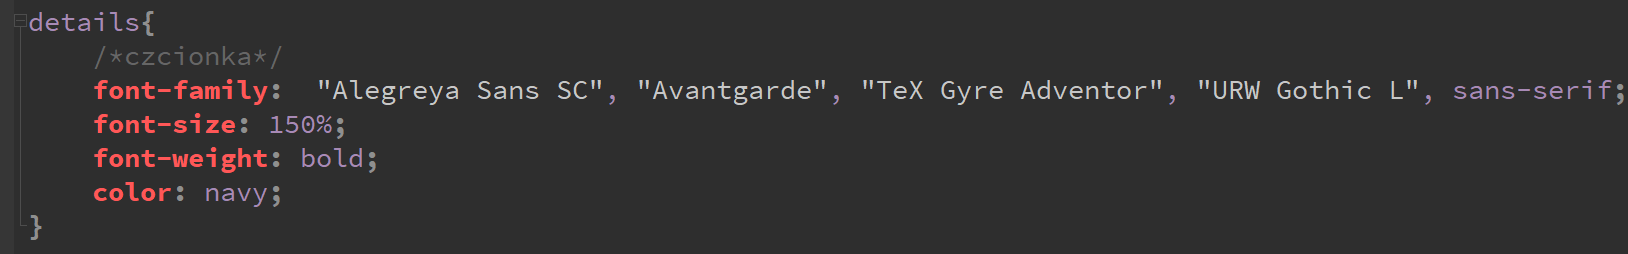 details{
/*czcionka*/
font-family:  "Alegreya Sans SC", "Avantgarde", "TeX Gyre Adventor", "URW Gothic L", sans-serif;
font-size: 150%;
font-weight: bold;
color: navy;
}